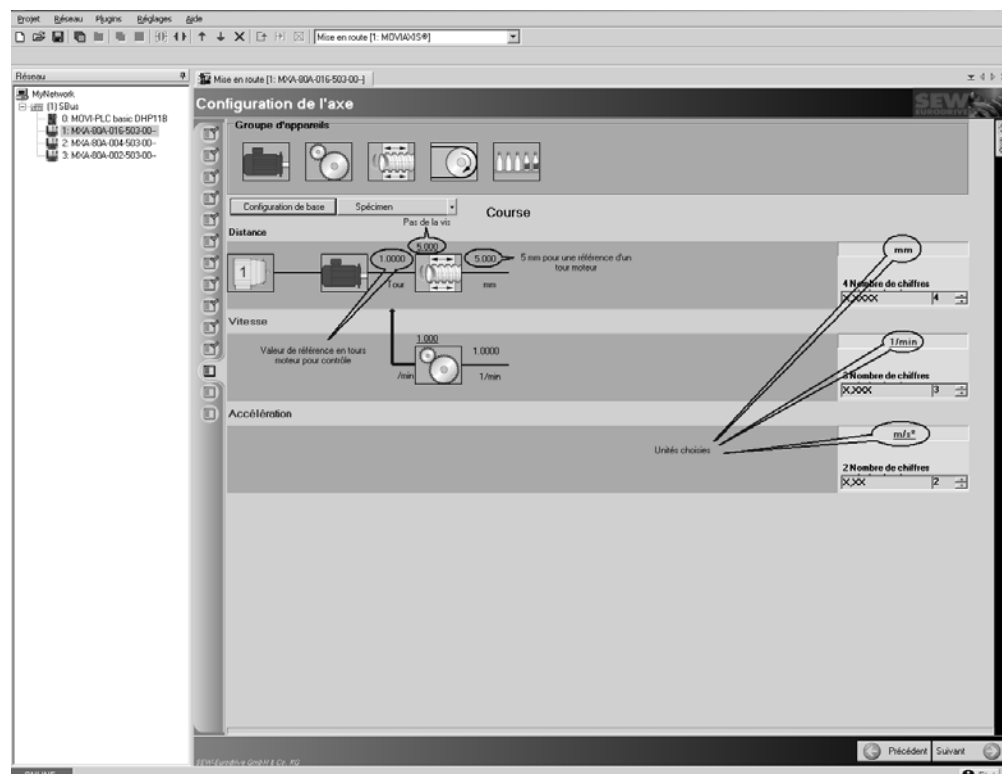 Projet Réseau Plugins Réglages Aide
Mise en route [1: MOVIAXIS®]
Réseau
Mise en route [1: MXA-80A-016-503-00-]
MyNetwork
(1) SBus
0: MOVI-PLC basic DHP11B
1: MXA-80A-016-503-00-
2: MXA-80A-004-503-00-
3: MXA-80A-002-503-00-
Configuration de l'axe
SEW
EURODRIVE
Groupe d'appareils
Configuration de base
Spécimen
Course
Pas de la vis
Distance
5.000
1.0000
5.000
5 mm pour une référence d'un
tour moteur
mm
1
Tour
mm
4 Nombre de chiffres
X,XXXX
4
Vitesse
1.000
1/min
Valeur de référence en tours
moteur pour contrôle
1.0000
/min
1/min
3 Nombre de chiffres
X,XXX
3
Accélération
m/s²
Unités choisies
2 Nombre de chiffres
X,XX
2
Précédent
Suivant
SEW-Eurodrive GmbH & Co. KG
ONLINE